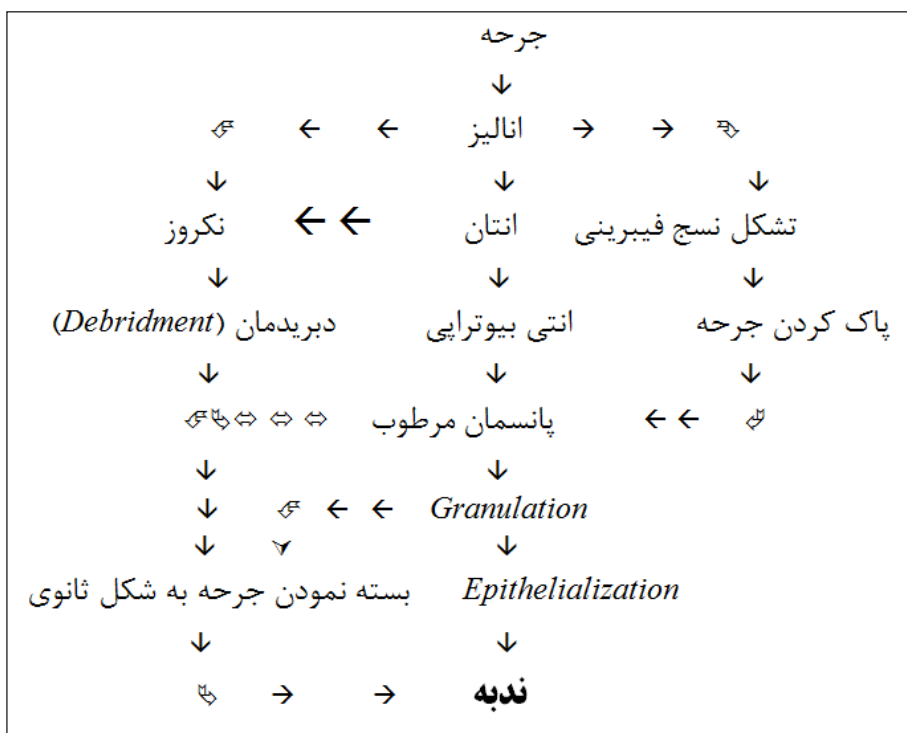 جرحه
انالیز
تشکل نسج فیبرینی انتان نکروز
پاک کردن جرحه انتی بیوتراپی دبریدمان (Debridment)
پانسمان مرطوب
Granulation
Epithelialization بسته نمودن جرحه به شکل ثانوی
ندبه